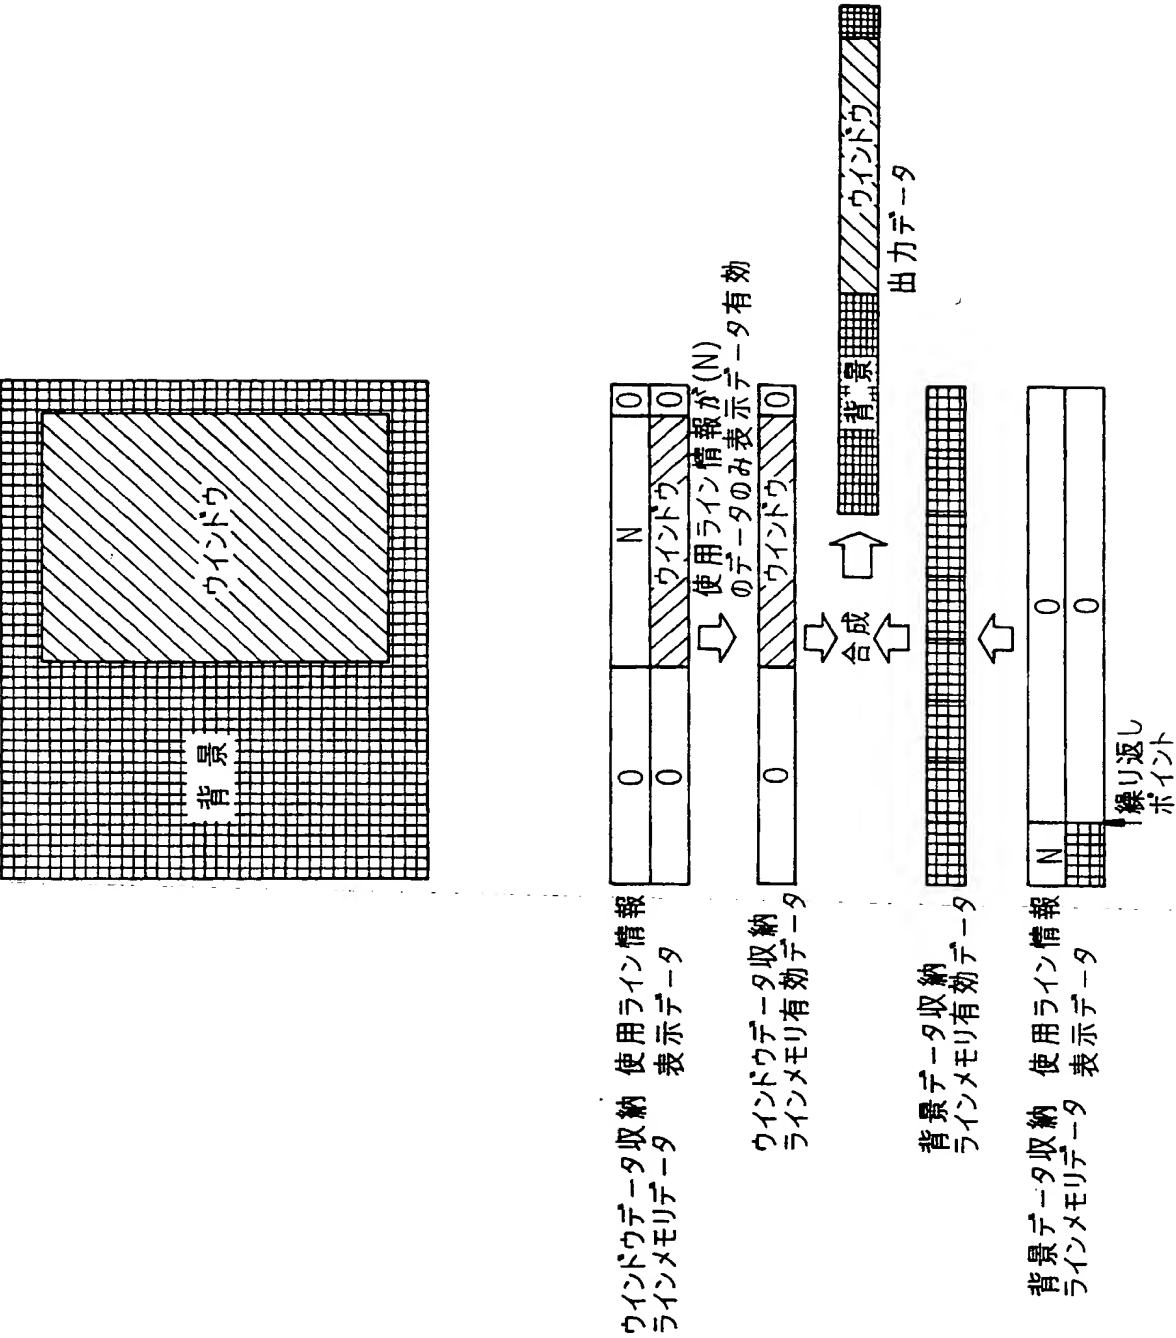 背景
ウインドウ
ウインドウデータ収納
ラインメモリデータ
使用ライン情報
表示データ
0
N
0
0
ウインドウ
0
使用ライン情報が(N)
のデータのみ表示データ有効
ウインドウデータ収納
ラインメモリ有効データ
0
ウインドウ
0
合成
背景
ウインドウ
出力データ
背景データ収納
ラインメモリ有効データ
背景データ収納
ラインメモリデータ
使用ライン情報
表示データ
N
0
0
繰り返し
ポイント